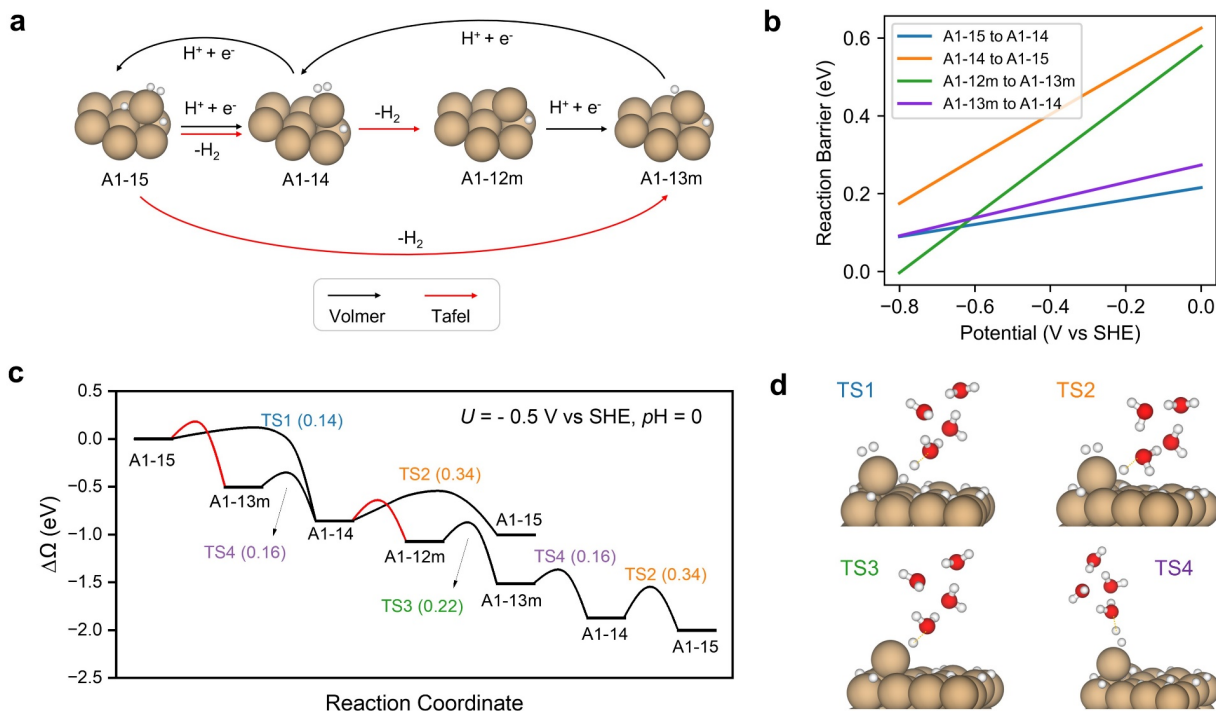 a
H⁺ + e⁻
H⁺ + e⁻
H⁺ + e⁻
-H₂
-H₂
H⁺ + e⁻
A1-15
A1-14
A1-12m
A1-13m
-H₂
Volmer
Tafel
b
A1-15 to A1-14
A1-14 to A1-15
A1-12m to A1-13m
A1-13m to A1-14
Reaction Barrier (eV)
0.6
0.4
0.2
0.0
−0.8
−0.6
−0.4
−0.2
0.0
Potential (V vs SHE)
c
U = - 0.5 V vs SHE, pH = 0
ΔΩ (eV)
0.5
0.0
−0.5
−1.0
−1.5
−2.0
−2.5
A1-15
TS1 (0.14)
A1-13m
TS4 (0.16)
A1-14
TS2 (0.34)
A1-15
A1-12m
TS3 (0.22)
A1-13m
TS4 (0.16)
A1-14
TS2 (0.34)
A1-15
Reaction Coordinate
d
TS1
TS2
TS3
TS4